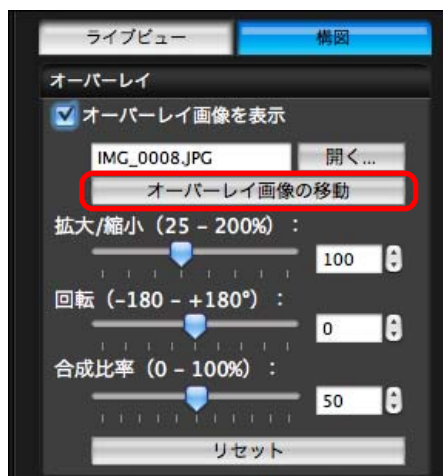 ライブビュー 構図
オーバーレイ
オーバーレイ画像を表示
IMG_0008.JPG 開く...
オーバーレイ画像の移動
拡大/縮小（25 – 200%）：
100
回転（-180 – +180°）：
0
合成比率（0 – 100%）：
50
リセット